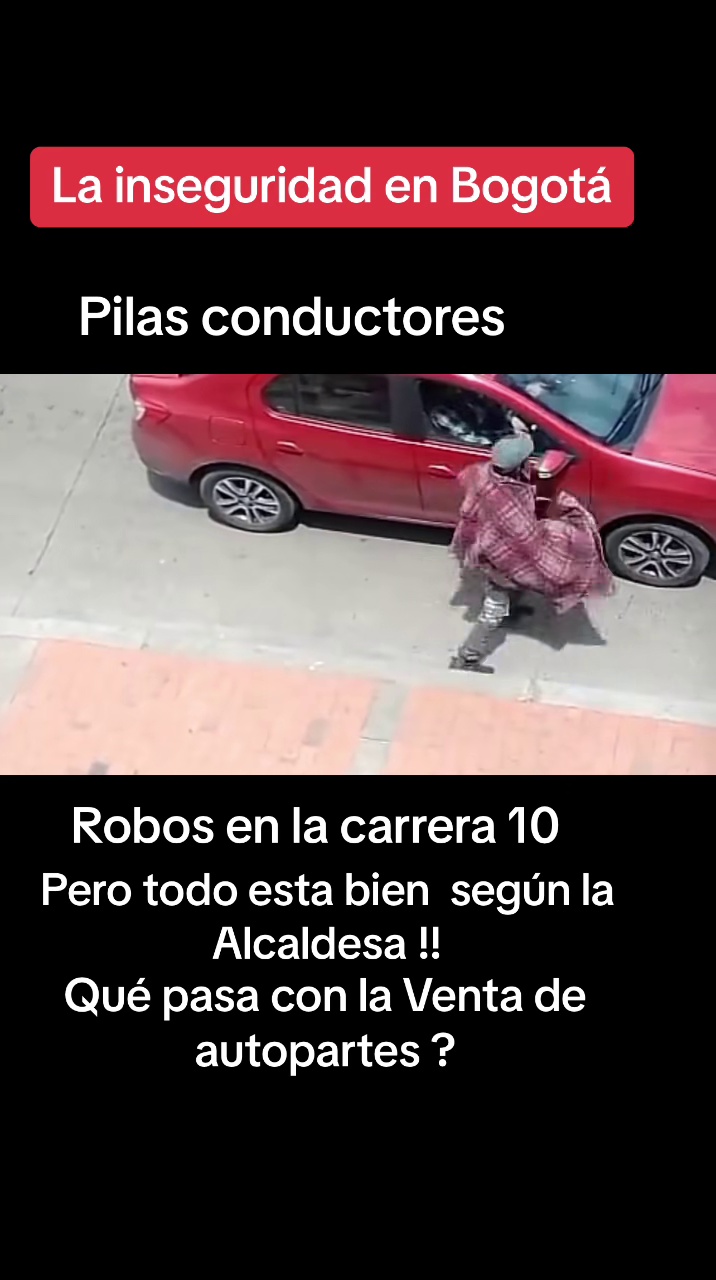 La inseguridad en Bogotá
Pilas conductores
Robos en la carrera 10
Pero todo esta bien  según la
Alcaldesa !!
Qué pasa con la Venta de
autopartes ?